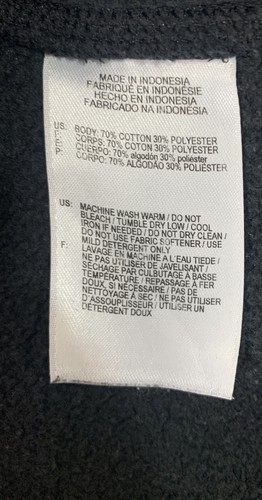 MADE IN INDONESIA
FABRIQUÉ EN INDONÉSIE
HECHO EN INDONESIA
FABRICADO NA INDONÉSIA
US: BODY: 70% COTTON 30% POLYESTER
F: CORPS: 70% COTON 30% POLYESTER
E: CUERPO: 70% algodón 30% poliéster
P: CORPO: 70% ALGODÃO 30% POLIÉSTER
US: MACHINE WASH WARM / DO NOT
BLEACH / TUMBLE DRY LOW / COOL
IRON IF NEEDED / DO NOT DRY CLEAN /
DO NOT USE FABRIC SOFTENER / USE
MILD DETERGENT ONLY
F: LAVAGE EN MACHINE A L'EAU TIEDE /
NE PAS UTILISER DE JAVELISANT /
SÉCHAGE PAR CULBUTAGE À BASSE
TEMPÉRATURE / REPASSAGE À FER
DOUX, SI NÉCESSAIRE / PAS DE
NETTOYAGE À SEC / NE PAS UTILISER
D'ASSOUPLISSEUR / UTILISER UN
DÉTERGENT DOUX